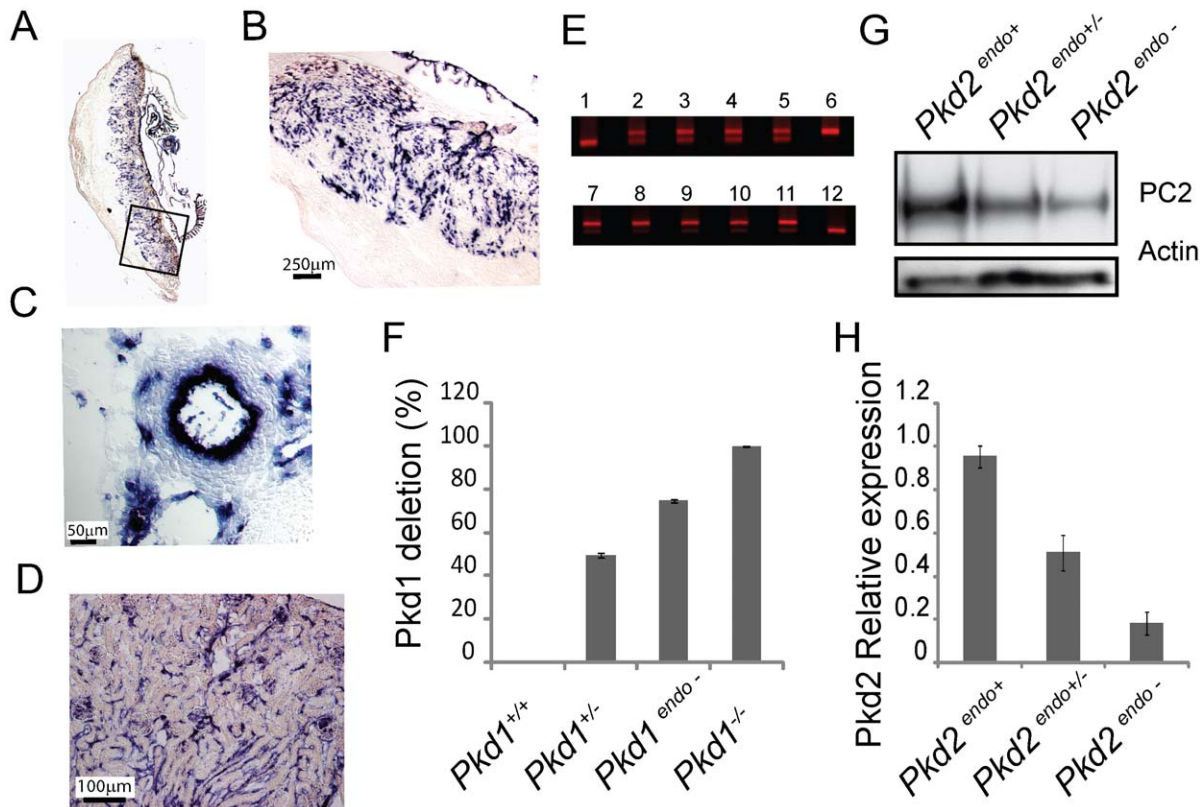 A
B
250µm
C
50µm
D
100µm
E
1 2 3 4 5 6
7 8 9 10 11 12
F
Pkd1 deletion (%)
120
100
80
60
40
20
0
Pkd1+/+
Pkd1+/-
Pkd1 endo -
Pkd1-/-
G
Pkd2 endo+
Pkd2 endo+/-
Pkd2 endo -
PC2
Actin
H
Pkd2 Relative expression
1.2
1.0
0.8
0.6
0.4
0.2
0
Pkd2 endo+
Pkd2 endo+/-
Pkd2 endo -